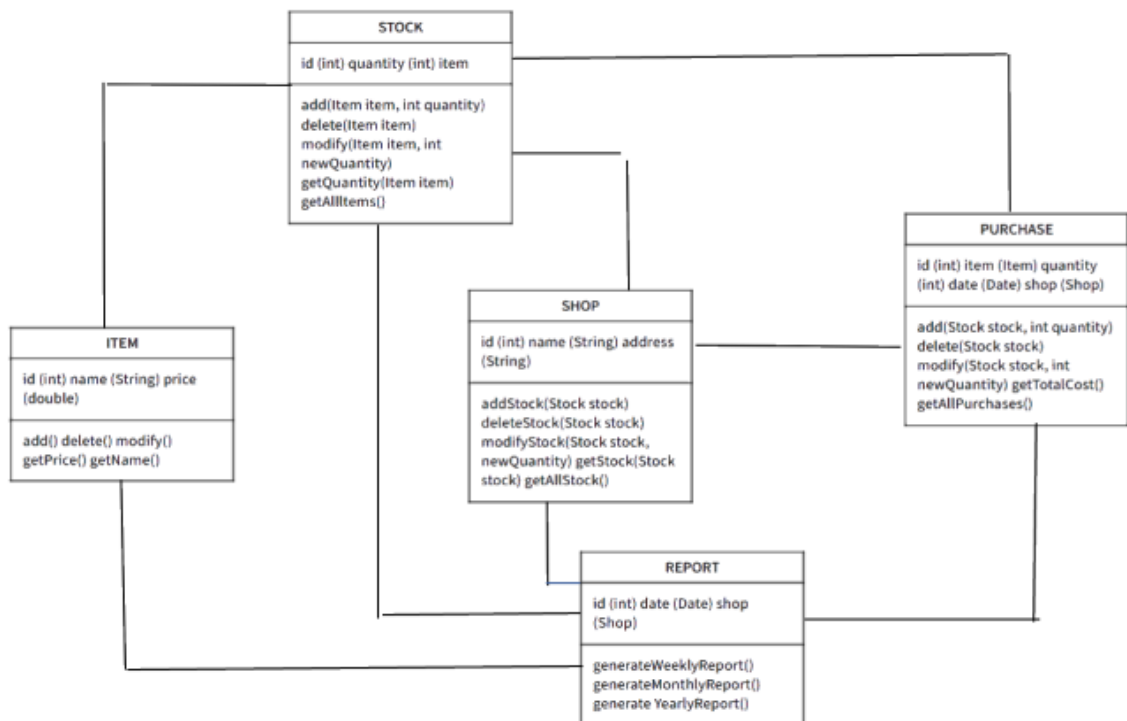 STOCK
id (int) quantity (int) item
add(Item item, int quantity)
delete(Item item)
modify(Item item, int
newQuantity)
getQuantity(Item item)
getAllItems()
PURCHASE
id (int) item (Item) quantity
(int) date (Date) shop (Shop)
add(Stock stock, int quantity)
delete(Stock stock)
modify(Stock stock, int
newQuantity) getTotalCost()
getAllPurchases()
SHOP
id (int) name (String) address
(String)
addStock(Stock stock)
deleteStock(Stock stock)
modifyStock(Stock stock,
newQuantity) getStock(Stock
stock) getAllStock()
ITEM
id (int) name (String) price
(double)
add() delete() modify()
getPrice() getName()
REPORT
id (int) date (Date) shop
(Shop)
generateWeeklyReport()
generateMonthlyReport()
generate YearlyReport()